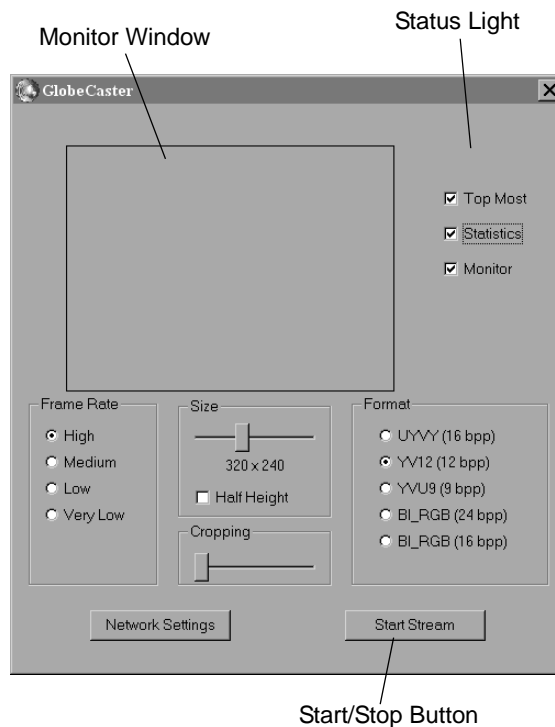 Status Light
Monitor Window
GlobeCaster
Top Most
Statistics
Monitor
Frame Rate
High
Medium
Low
Very Low
Size
320 x 240
Half Height
Cropping
Format
UYVY (16 bpp)
YV12 (12 bpp)
YVU9 (9 bpp)
BI_RGB (24 bpp)
BI_RGB (16 bpp)
Network Settings
Start Stream
Start/Stop Button